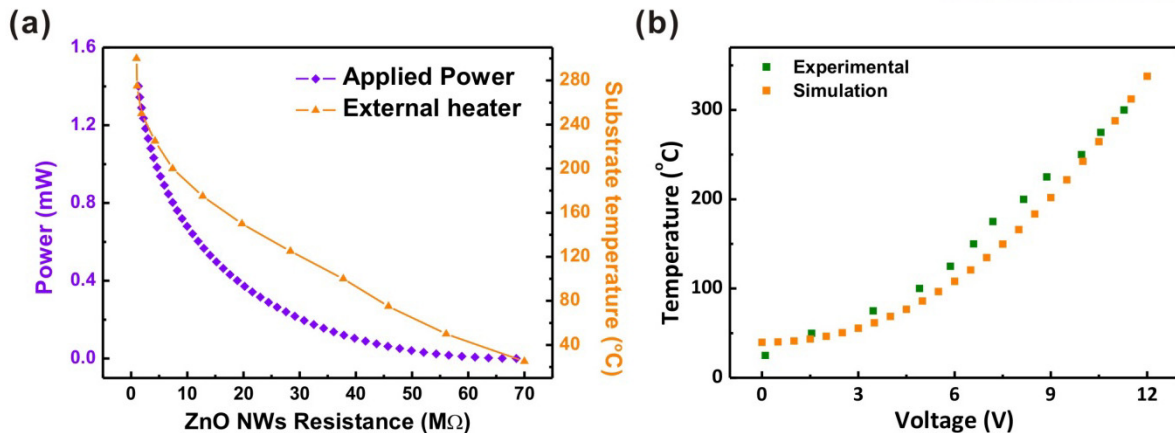 (a)
1.6
1.2
0.8
0.4
0.0
Power (mW)
Applied Power
External heater
280
240
200
160
120
80
40
Substrate temperature (°C)
0 10 20 30 40 50 60 70
ZnO NWs Resistance (MΩ)
(b)
Experimental
Simulation
300
200
100
0
Temperature (°C)
0 3 6 9 12
Voltage (V)